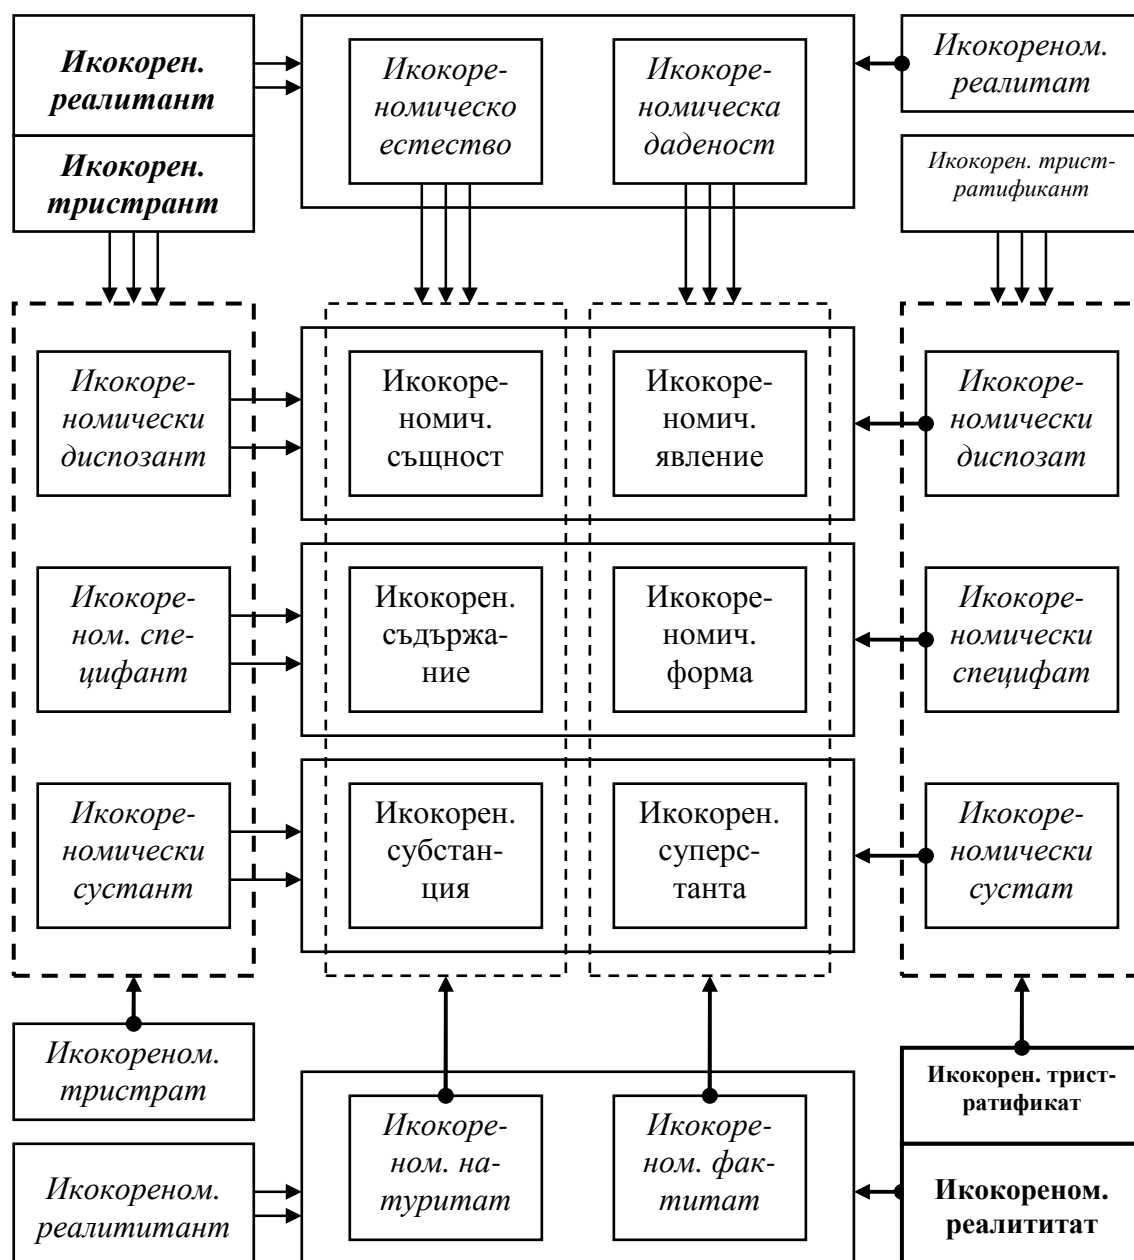 Икокорен.
реалитант
Икокорен.
тристрант
Икокоре-
номическо
естество
Икокоре-
номическа
даденост
Икокореном.
реалитат
Икокорен. трист-
ратификант
Икокоре-
номически
диспозант
Икокоре-
номич.
същност
Икокоре-
номич.
явление
Икокоре-
номически
диспозат
Икокоре-
ном. спе-
цифант
Икокорен.
съдържа-
ние
Икокоре-
номич.
форма
Икокоре-
номически
специфат
Икокоре-
номически
сустант
Икокорен.
субстан-
ция
Икокорен.
суперс-
танта
Икокоре-
номически
сустат
Икокореном.
тристрат
Икокореном.
реалититант
Икокоре-
ном. на-
туритат
Икокоре-
ном. фак-
титат
Икокорен. трист-
ратификат
Икокореном.
реалититат